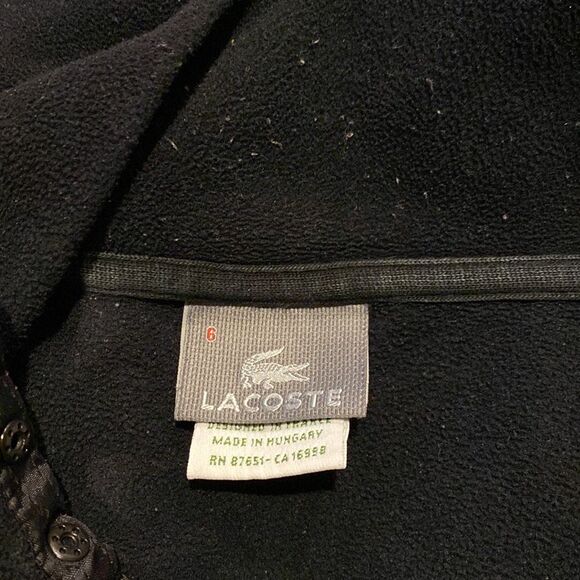 6
LACOSTE
DESIGNED IN FRANCE
MADE IN HUNGARY
RN 87651 - CA 16998